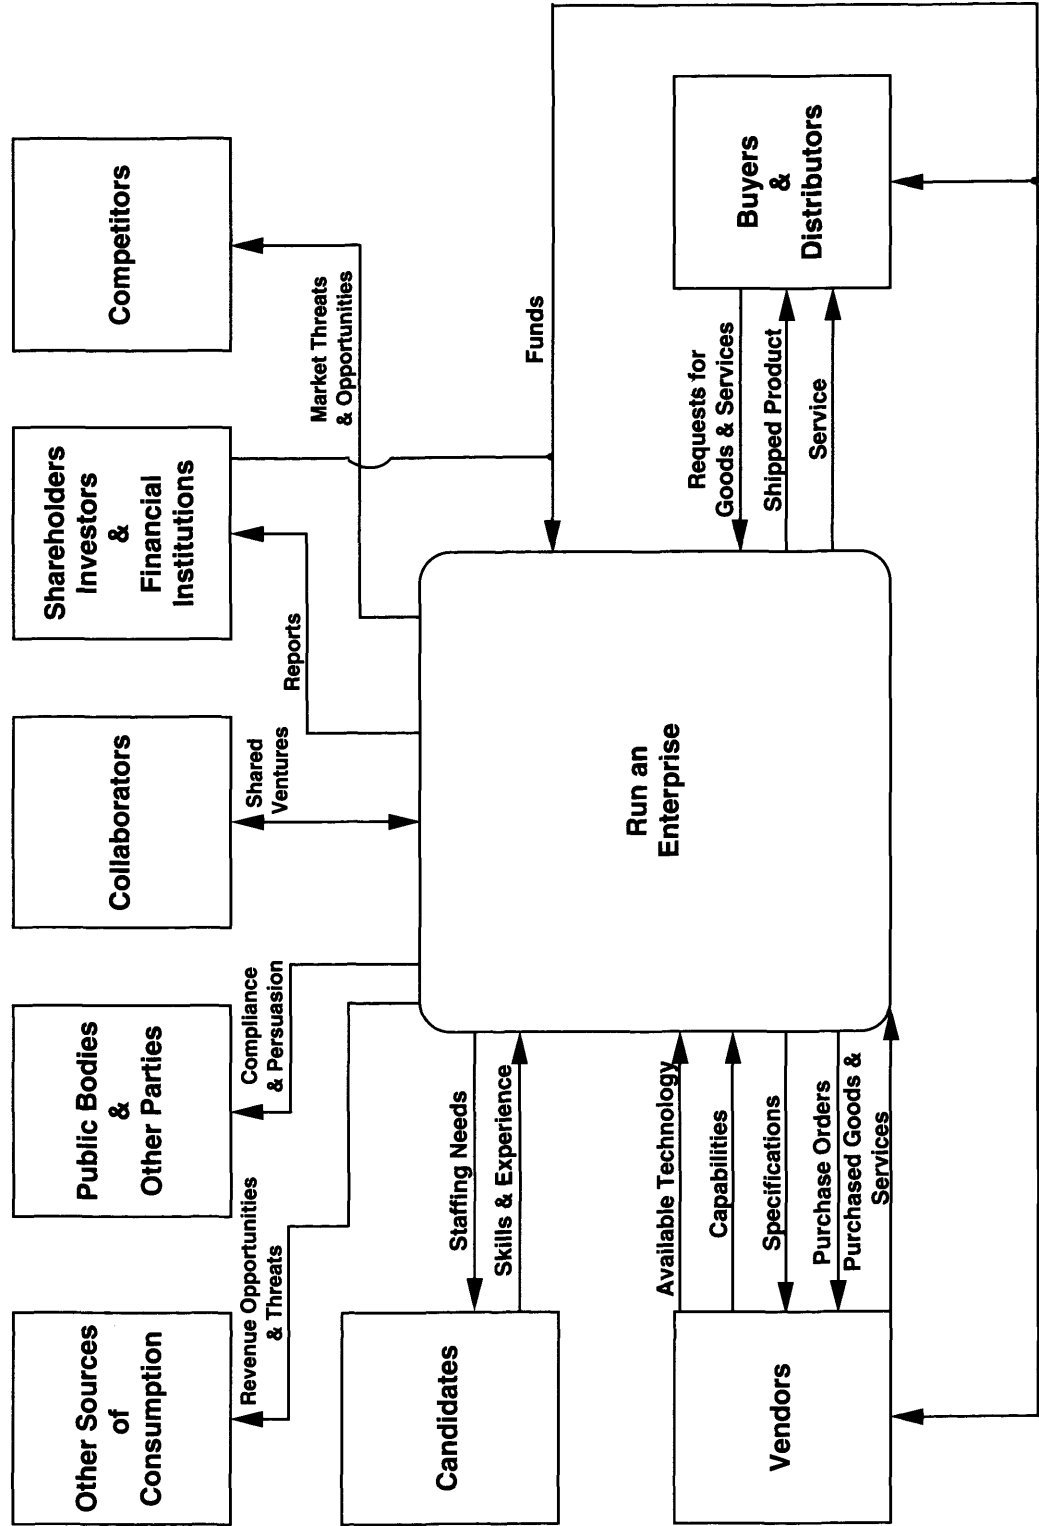 Other Sources
of
Consumption
Public Bodies
&
Other Parties
Collaborators
Shareholders
Investors
&
Financial
Institutions
Competitors
Revenue Opportunities
& Threats
Compliance
& Persuasion
Shared
Ventures
Reports
Market Threats
& Opportunities
Candidates
Staffing Needs
Skills & Experience
Run an
Enterprise
Funds
Vendors
Available Technology
Capabilities
Specifications
Purchase Orders
Purchased Goods &
Services
Requests for
Goods & Services
Shipped Product
Service
Buyers
&
Distributors